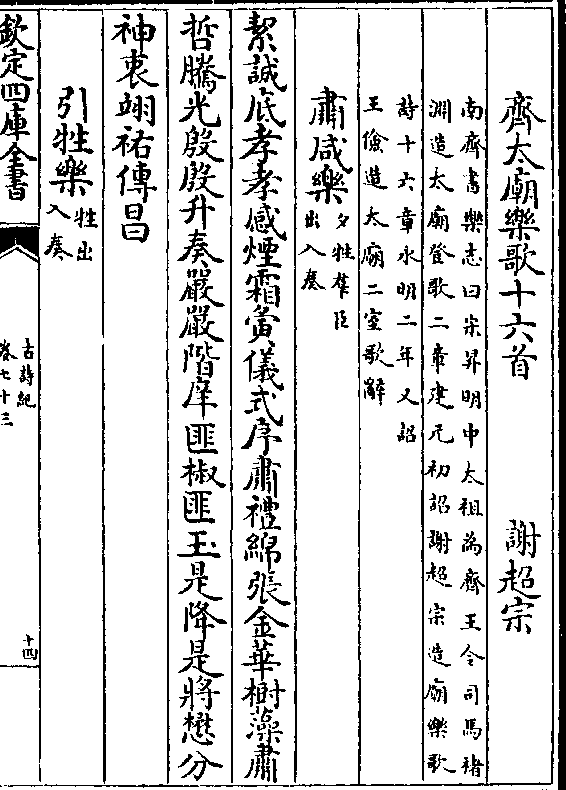 齊太廟樂歌十六首　謝超宗
南齊書樂志曰宋昇明中太祖為齊王令司馬褚
淵造太廟登歌二章建元初詔謝超宗造廟樂歌
詩十六章永明二年又詔
王儉造太廟二室歌辭
肅咸樂夕牲羣臣
出入奏
絜誠底孝孝感煙霜夤儀式序肅禮綿張金華樹藻肅
哲騰光殷殷升奏嚴嚴階庠匪椒匪玉是降是將懋分
神衷翊祐傳昌
引牲樂牲出
入奏
欽定四庫全書
古詩紀
卷七十三
十四